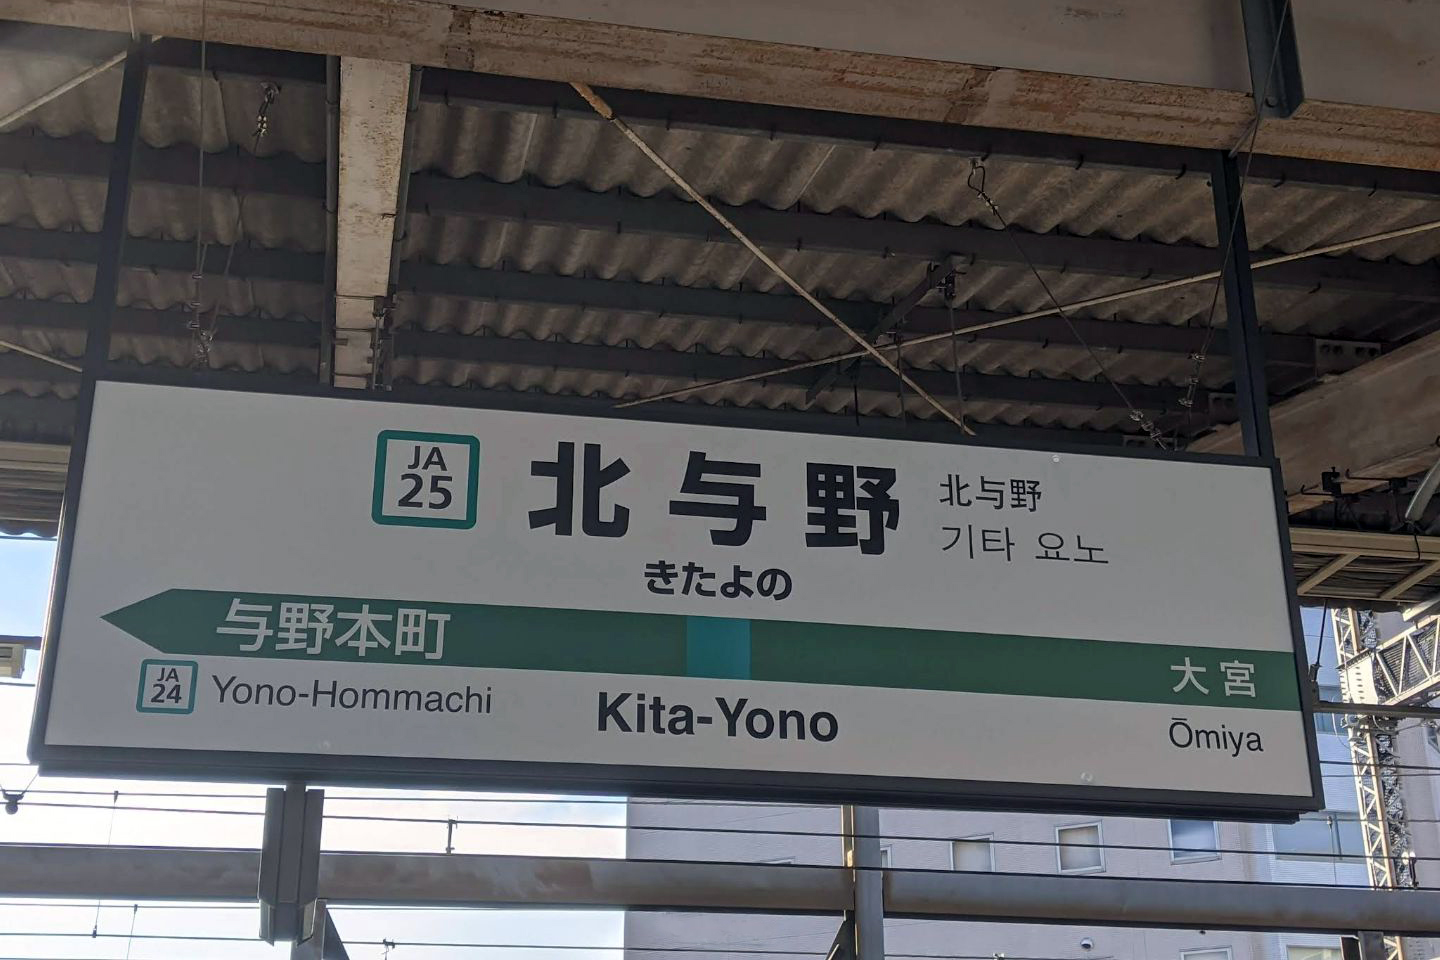 JA
25
北与野
北与野
기타 요노
きたよの
与野本町
大宮
JA
24
Yono-Hommachi
Kita-Yono
Ōmiya